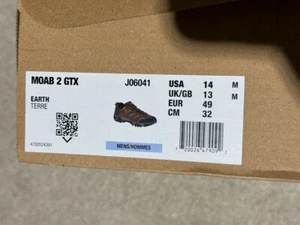 MOAB 2 GTX J06041
EARTH
TERRE
USA 14 M
UK/GB 13 M
EUR 49
CM 32
MENS/HOMMES